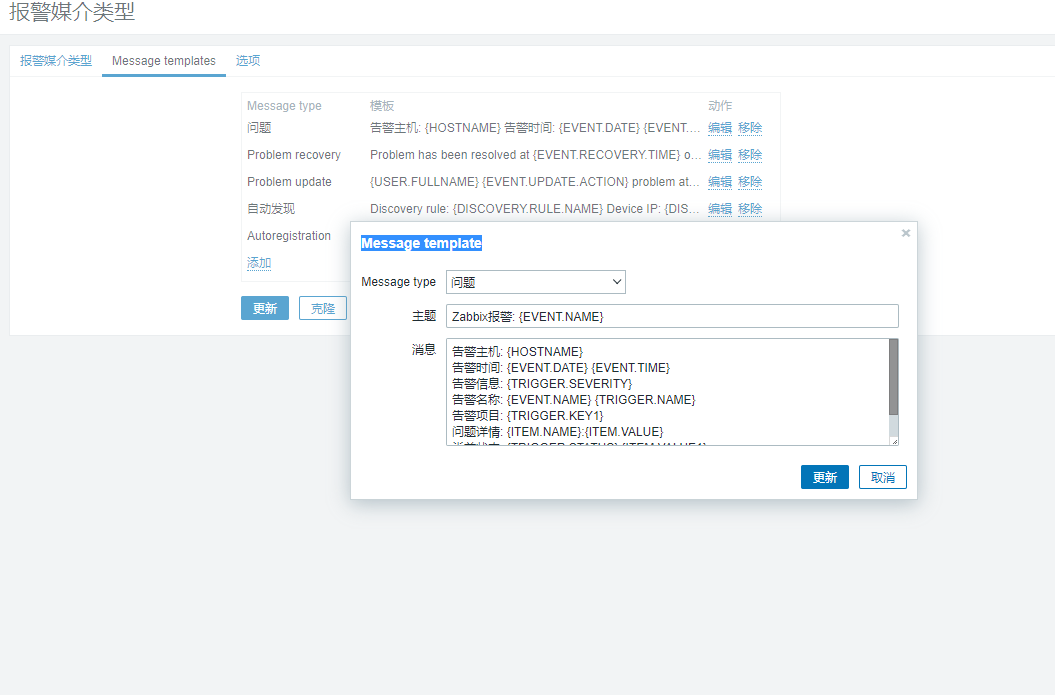 报警媒介类型
报警媒介类型 Message templates 选项
Message type 模板 动作
问题 告警主机: {HOSTNAME} 告警时间: {EVENT.DATE} {EVENT.... 编辑 移除
Problem recovery Problem has been resolved at {EVENT.RECOVERY.TIME} o... 编辑 移除
Problem update {USER.FULLNAME} {EVENT.UPDATE.ACTION} problem at... 编辑 移除
自动发现 Discovery rule: {DISCOVERY.RULE.NAME} Device IP: {DIS... 编辑 移除
Autoregistration
添加
更新 克隆
Message template
Message type 问题
主题 Zabbix报警: {EVENT.NAME}
消息 告警主机: {HOSTNAME}
告警时间: {EVENT.DATE} {EVENT.TIME}
告警信息: {TRIGGER.SEVERITY}
告警名称: {EVENT.NAME} {TRIGGER.NAME}
告警项目: {TRIGGER.KEY1}
问题详情: {ITEM.NAME}:{ITEM.VALUE}
更新 取消